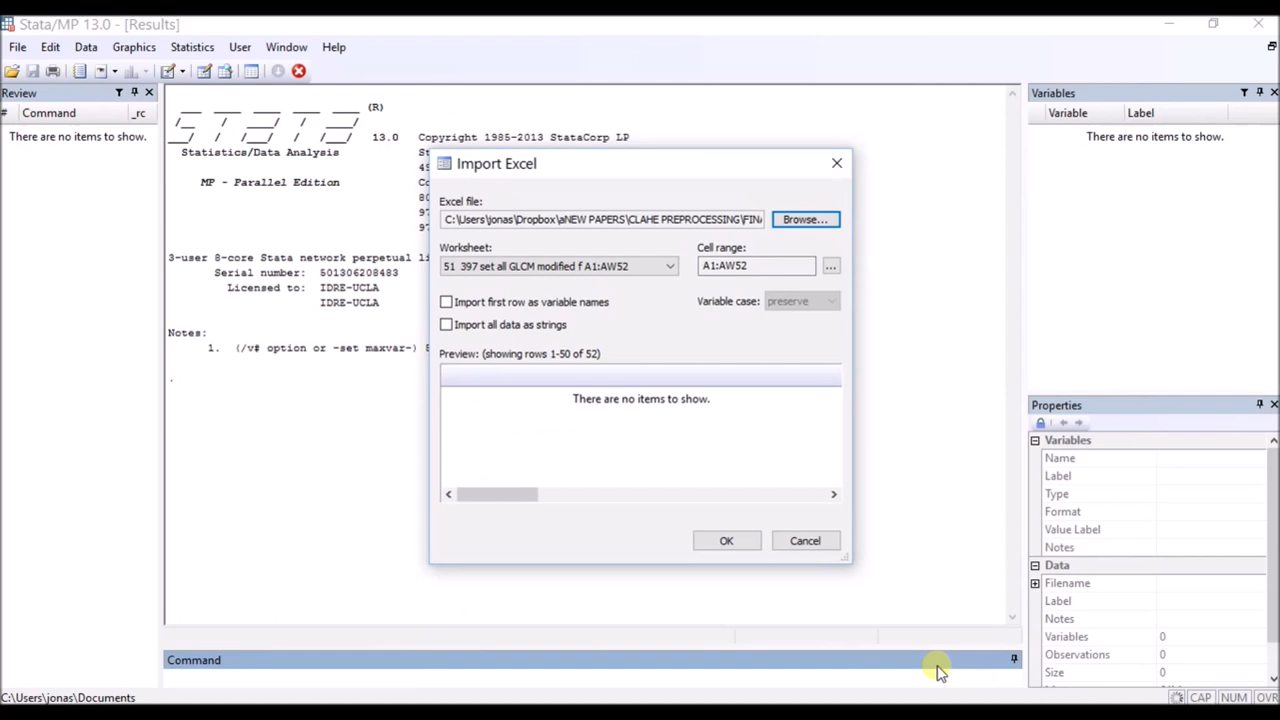 Stata/MP 13.0 - [Results]
File Edit Data Graphics Statistics User Window Help
Review
# Command _rc
There are no items to show.
(R)
13.0 Copyright 1985-2013 StataCorp LP
Statistics/Data Analysis
MP - Parallel Edition
3-user 8-core Stata network perpetual
Serial number: 501306208483
Licensed to: IDRE-UCLA
IDRE-UCLA
Notes:
1. (/v# option or -set maxvar-)
.
Import Excel
Excel file:
C:\Users\jonas\Dropbox\aNEW PAPERS\CLAHE PREPROCESSING\FIN
Browse...
Worksheet: Cell range:
51 397 set all GLCM modified f A1:AW52 A1:AW52 ...
Import first row as variable names Variable case: preserve
Import all data as strings
Preview: (showing rows 1-50 of 52)
There are no items to show.
OK Cancel
Variables
Variable Label
There are no items to show.
Properties
Variables
Name
Label
Type
Format
Value Label
Notes
Data
Filename
Label
Notes
Variables 0
Observations 0
Size 0
Command
C:\Users\jonas\Documents
CAP NUM OVR